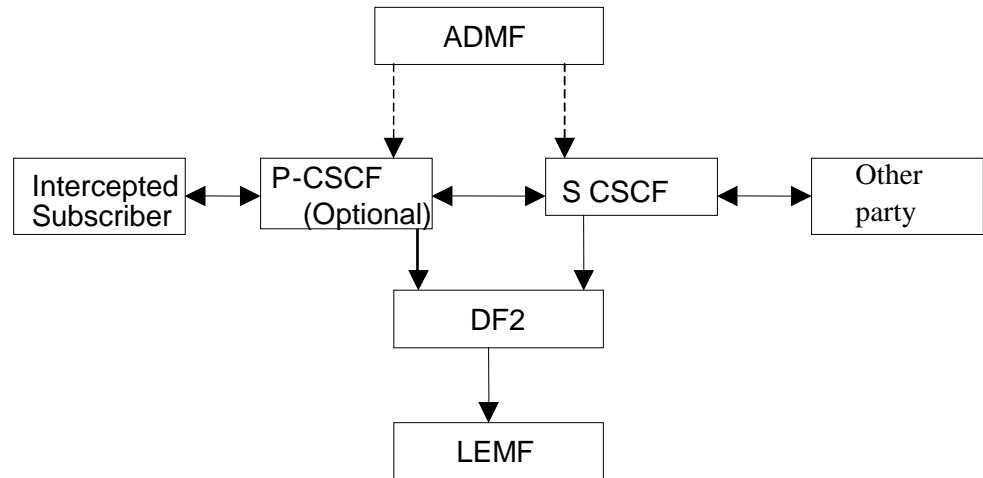 ADMF
Intercepted
Subscriber
P-CSCF
(Optional)
S CSCF
Other
party
DF2
LEMF